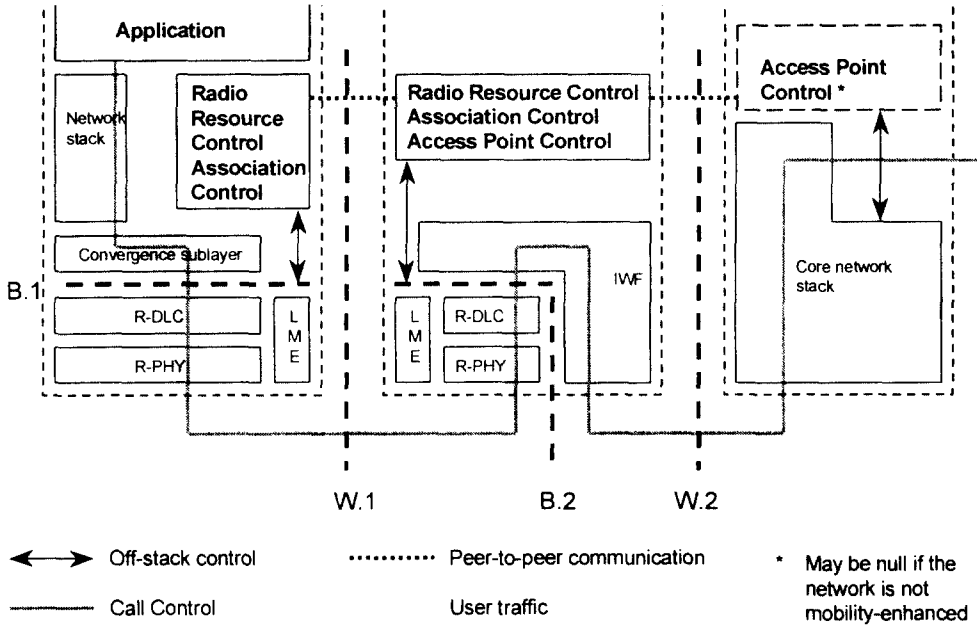 Application
Network
stack
Radio
Resource
Control
Association
Control
Radio Resource Control
Association Control
Access Point Control
Access Point
Control *
Convergence sublayer
B.1
R-DLC
R-PHY
L
M
E
L
M
E
R-DLC
R-PHY
IWF
Core network
stack
W.1
B.2
W.2
Off-stack control
Peer-to-peer communication
* May be null if the
network is not
mobility-enhanced
Call Control
User traffic